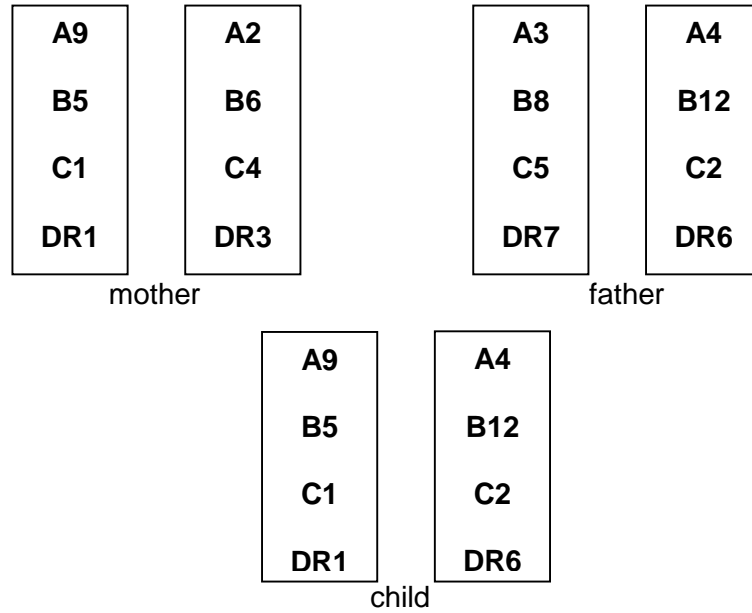 A9 A2 A3 A4
B5 B6 B8 B12
C1 C4 C5 C2
DR1 DR3 DR7 DR6
mother father
A9 A4
B5 B12
C1 C2
DR1 DR6
child